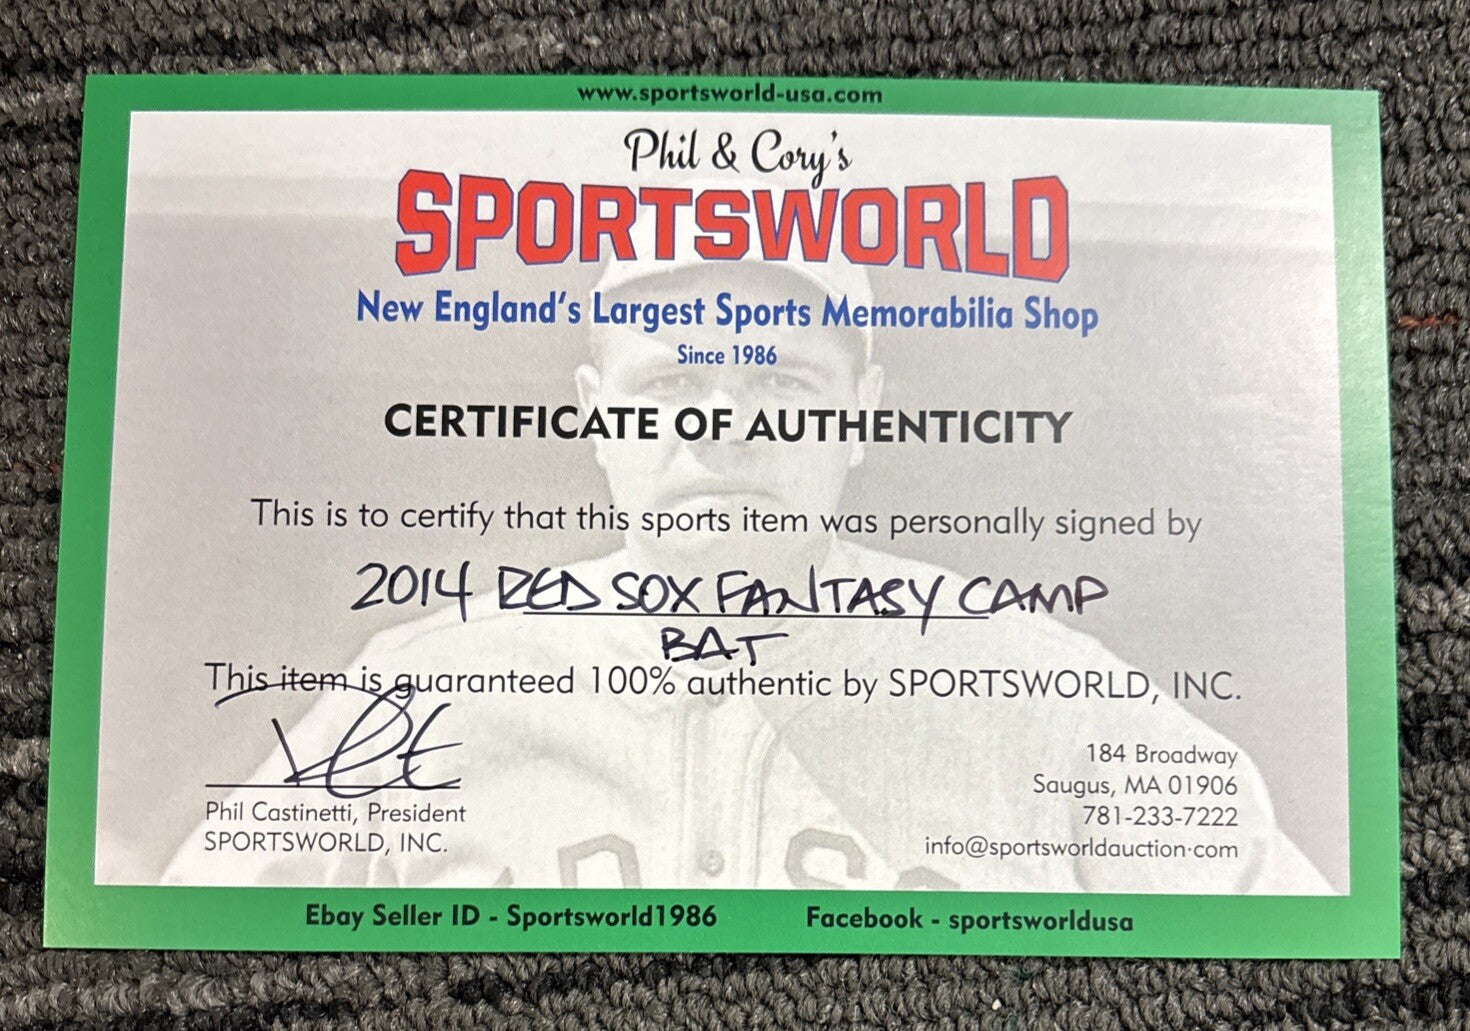 www.sportsworld-usa.com
Phil & Cory's
SPORTSWORLD
New England's Largest Sports Memorabilia Shop
Since 1986
CERTIFICATE OF AUTHENTICITY
This is to certify that this sports item was personally signed by
2014 RED SOX FANTASY CAMP
BAT
This item is guaranteed 100% authentic by SPORTSWORLD, INC.
Phil Castinetti, President
SPORTSWORLD, INC.
184 Broadway
Saugus, MA 01906
781-233-7222
info@sportsworldauction·com
Ebay Seller ID - Sportsworld1986
Facebook - sportsworldusa